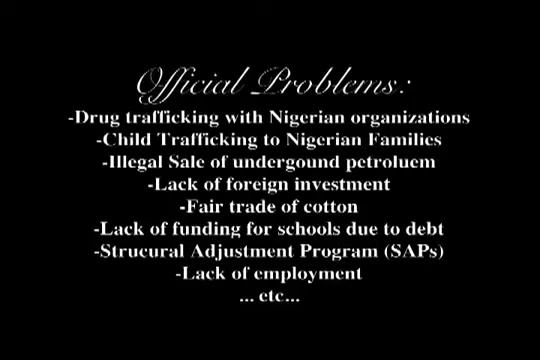 Official Problems:
-Drug trafficking with Nigerian organizations
-Child Trafficking to Nigerian Families
-Illegal Sale of undergound petroluem
-Lack of foreign investment
-Fair trade of cotton
-Lack of funding for schools due to debt
-Strucural Adjustment Program (SAPs)
-Lack of employment
... etc...